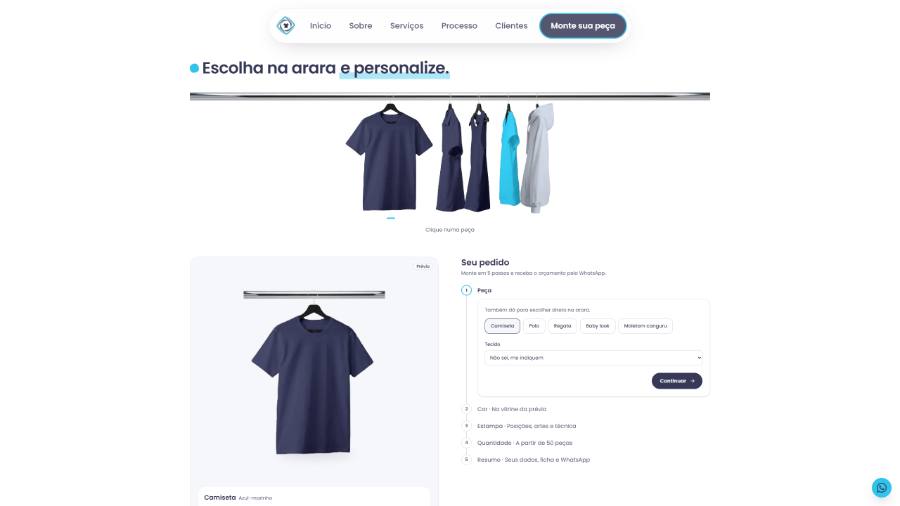 Início Sobre Serviços Processo Clientes Monte sua peça
Escolha na arara e personalize.
Clique numa peça
Prévia
Camiseta Azul-marinho
Seu pedido
Monte em 5 passos e receba o orçamento pelo WhatsApp.
1 Peça
Também dá para escolher direto na arara.
Camiseta Polo Regata Baby look Moletom canguru
Tecido
Não sei, me indiquem
Continuar →
2 Cor · Na vitrine da prévia
3 Estampa · Posições, artes e técnica
4 Quantidade · A partir de 50 peças
5 Resumo · Seus dados, ficha e WhatsApp